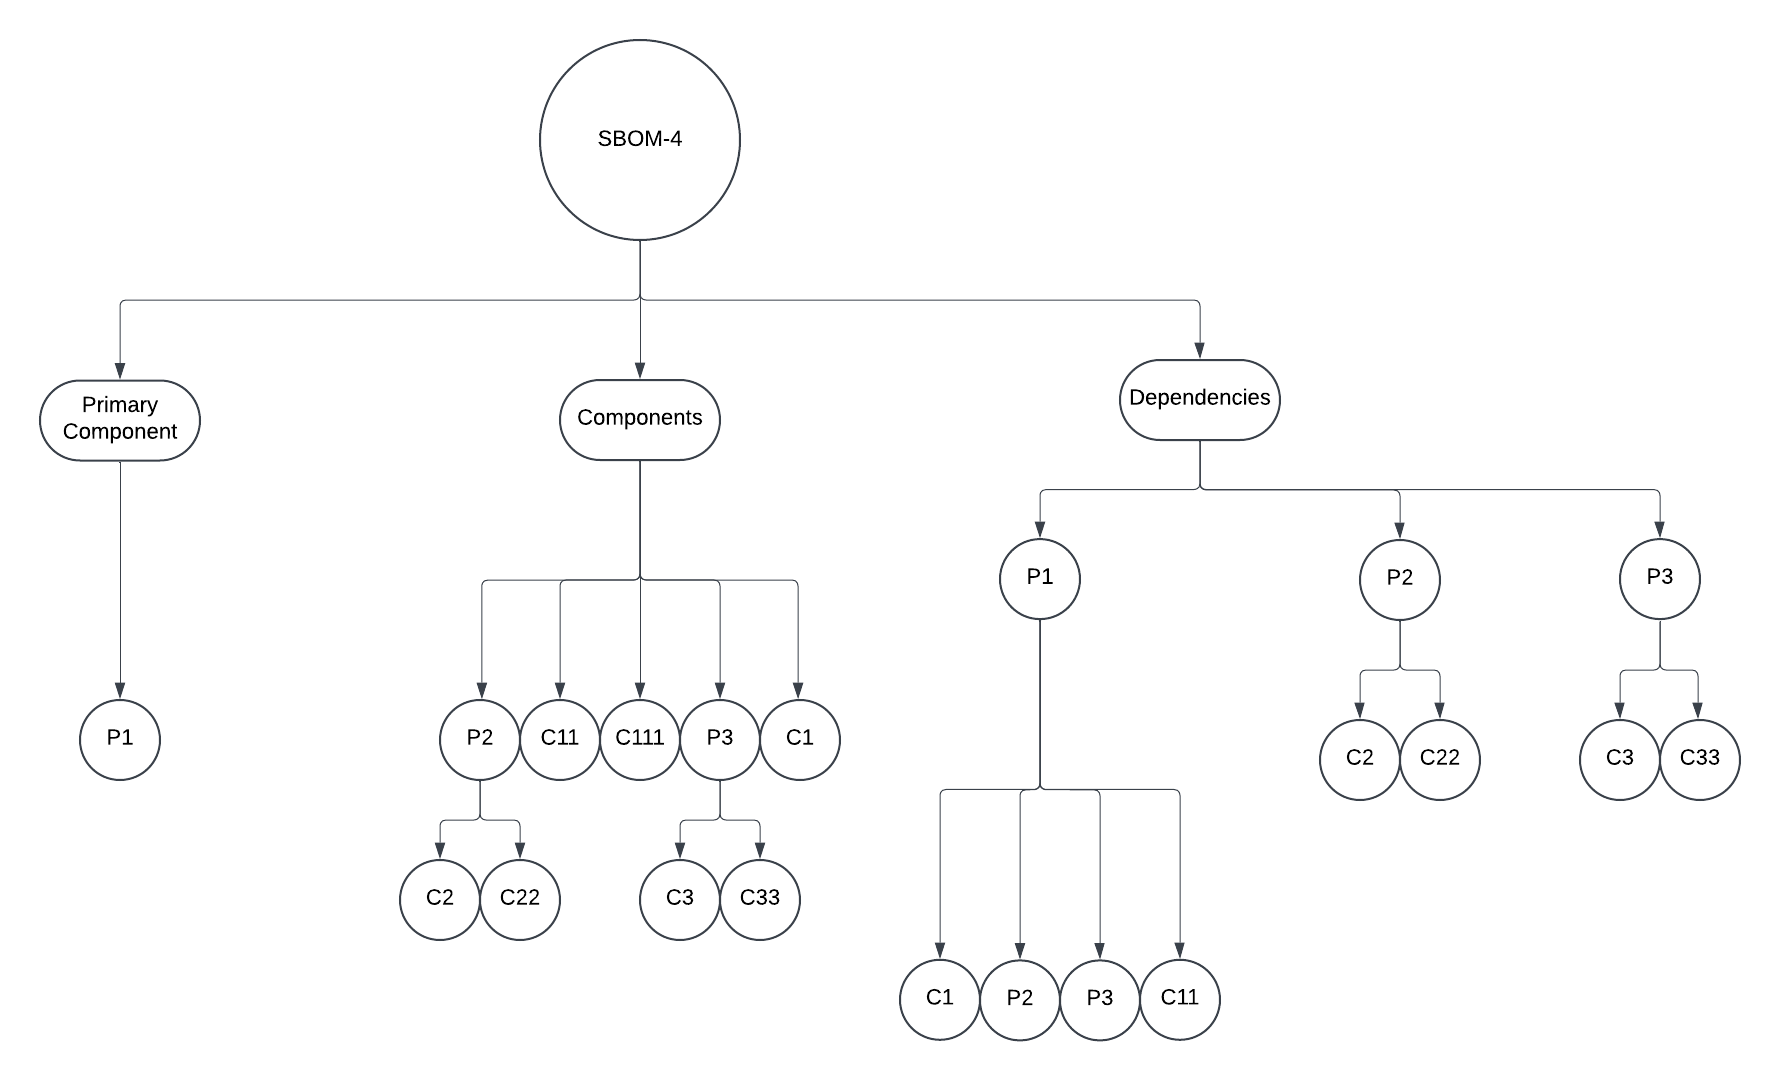 SBOM-4
Primary
Component
Components
Dependencies
P1
P2
P3
P1
P2
C11
C111
P3
C1
C2
C22
C3
C33
C2
C22
C3
C33
C1
P2
P3
C11